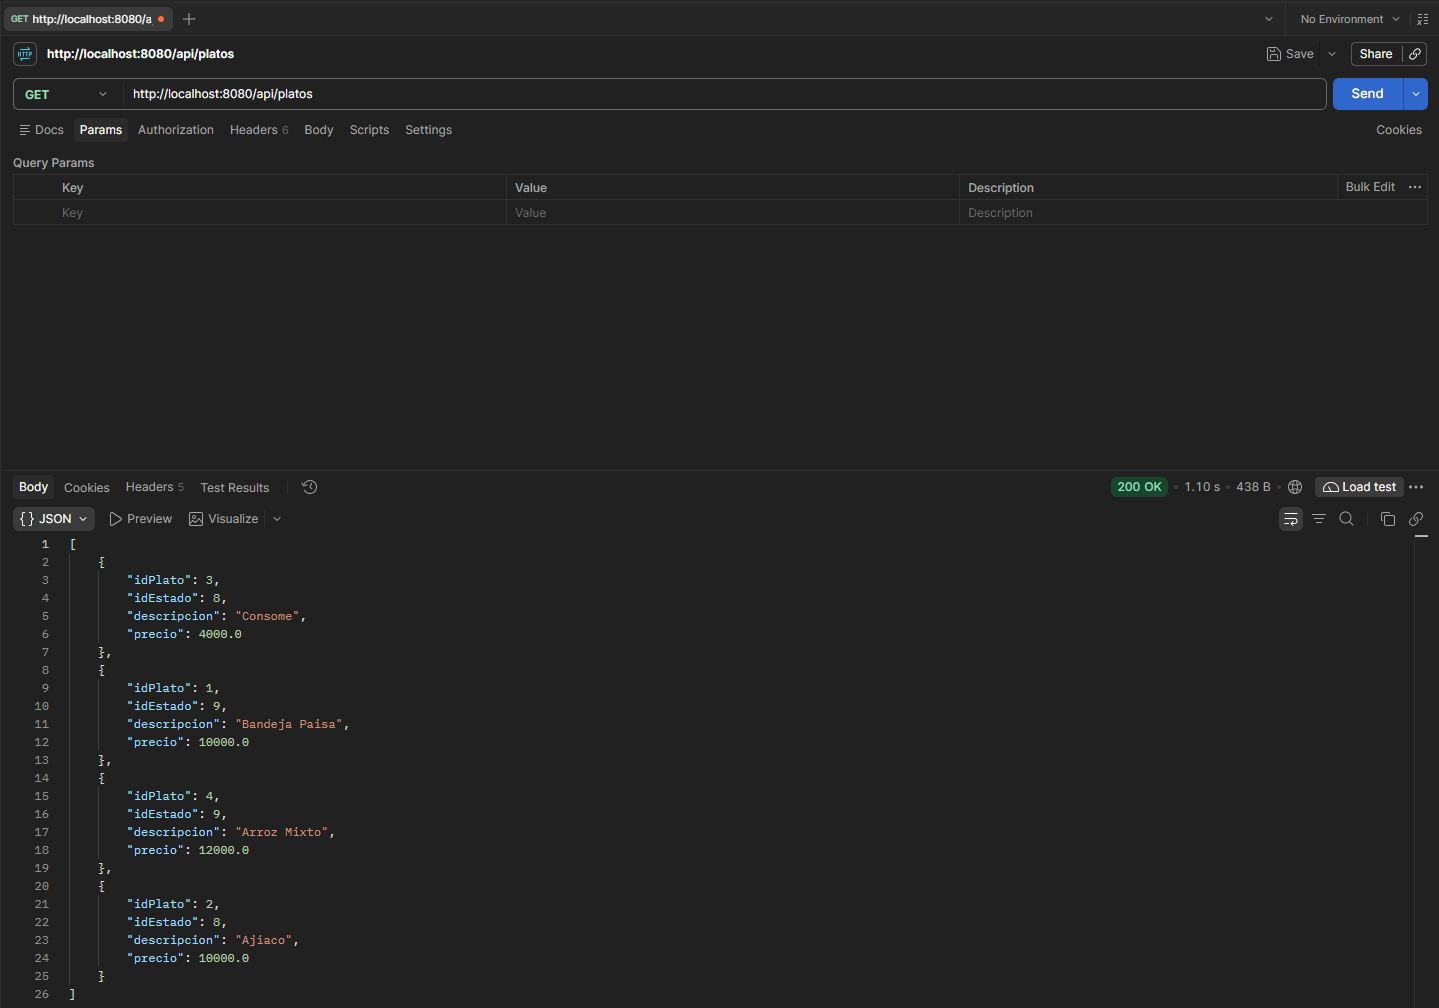 GET http://localhost:8080/a
No Environment
HTTP http://localhost:8080/api/platos
Save
Share
GET http://localhost:8080/api/platos
Send
Docs Params Authorization Headers 6 Body Scripts Settings
Cookies
Query Params
Key Value Description Bulk Edit
Key Value Description
Body Cookies Headers 5 Test Results
200 OK 1.10 s 438 B Load test
{} JSON Preview Visualize
1 [
2 {
3 "idPlato": 3,
4 "idEstado": 8,
5 "descripcion": "Consome",
6 "precio": 4000.0
7 },
8 {
9 "idPlato": 1,
10 "idEstado": 9,
11 "descripcion": "Bandeja Paisa",
12 "precio": 10000.0
13 },
14 {
15 "idPlato": 4,
16 "idEstado": 9,
17 "descripcion": "Arroz Mixto",
18 "precio": 12000.0
19 },
20 {
21 "idPlato": 2,
22 "idEstado": 8,
23 "descripcion": "Ajiaco",
24 "precio": 10000.0
25 }
26 ]